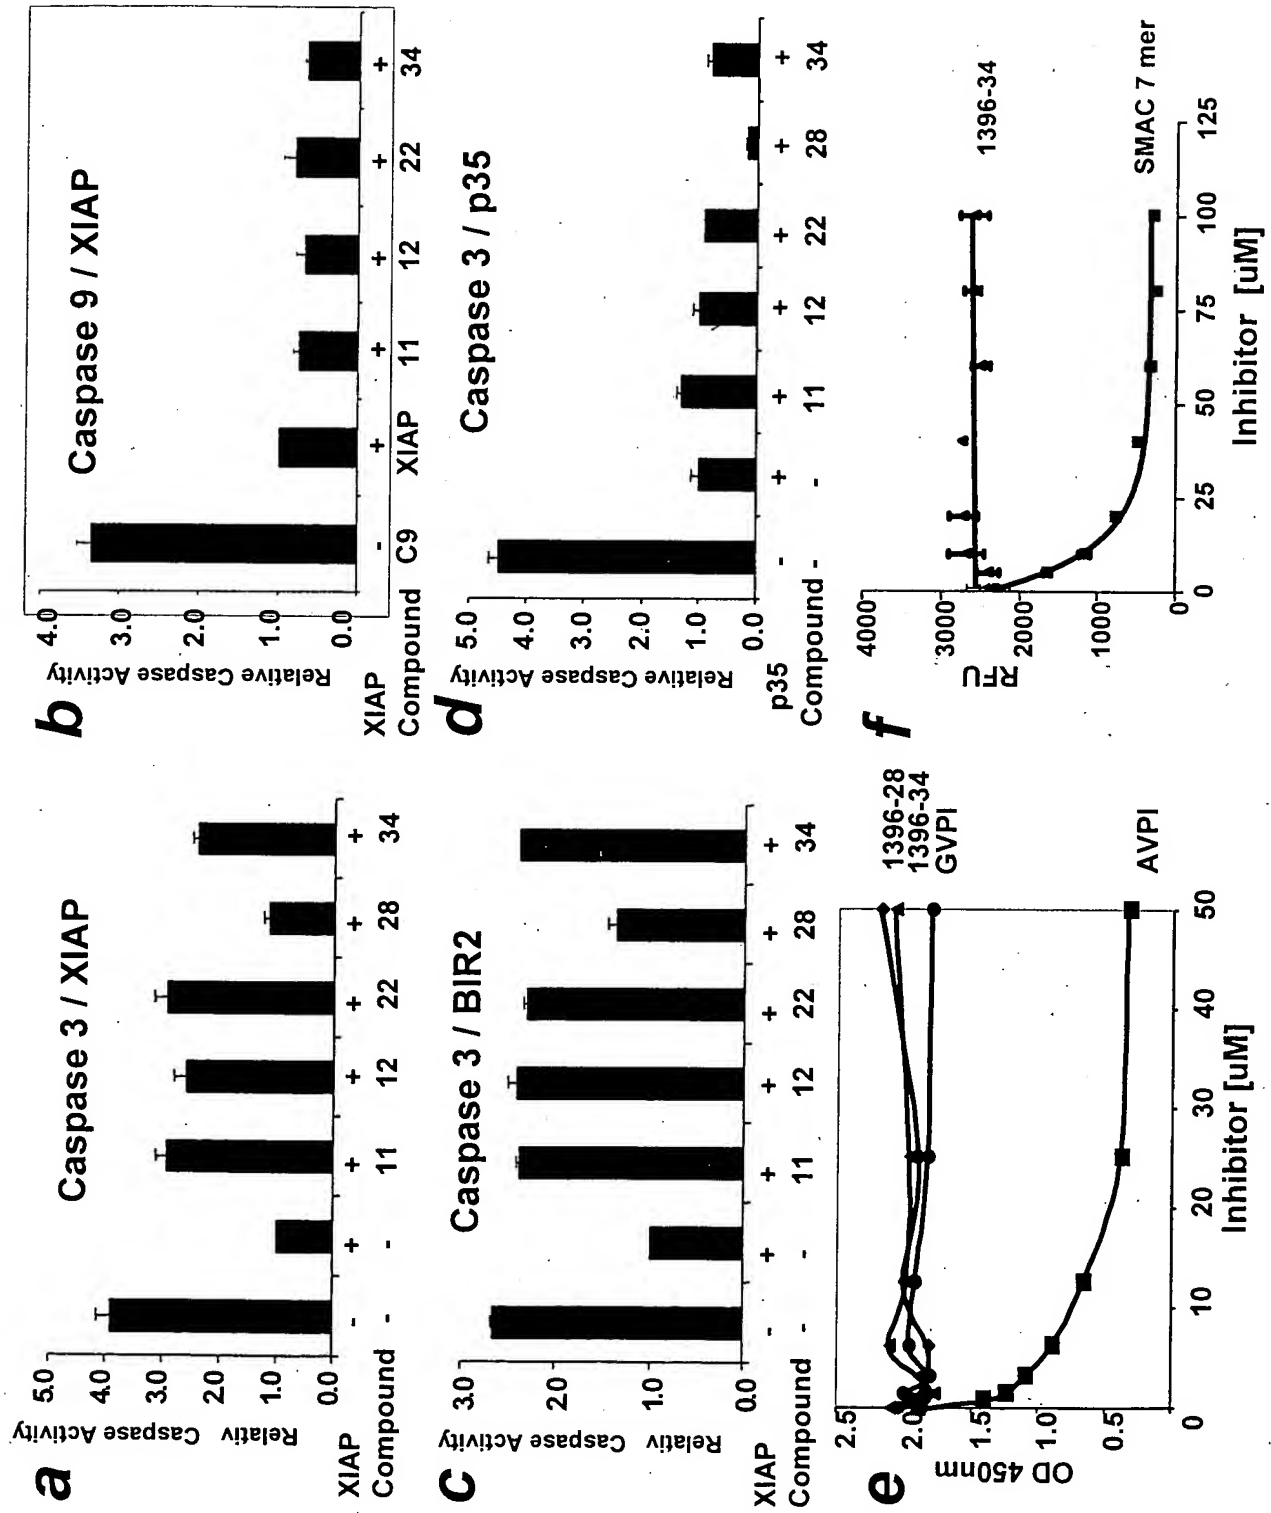 a
Caspase 3 / XIAP
Relativ Caspase Activity
5.0
4.0
3.0
2.0
1.0
0.0
XIAP - + + + + + +
Compound - - 11 12 22 28 34
b
Caspase 9 / XIAP
Relative Caspase Activity
4.0
3.0
2.0
1.0
0.0
XIAP - + + + + +
Compound C9 XIAP 11 12 22 34
c
Caspase 3 / BIR2
Relativ Caspase Activity
3.0
2.0
1.0
0.0
XIAP - + + + + + +
Compound - - 11 12 22 28 34
d
Caspase 3 / p35
Relative Caspase Activity
5.0
4.0
3.0
2.0
1.0
0.0
p35 - + + + + + +
Compound - - 11 12 22 28 34
e
OD 450nm
2.5
2.0
1.5
1.0
0.5
0
10 20 30 40 50
Inhibitor [uM]
1396-28
1396-34
GVPI
AVPI
f
RFU
4000
3000
2000
1000
0
0 25 50 75 100 125
Inhibitor [uM]
1396-34
SMAC 7 mer